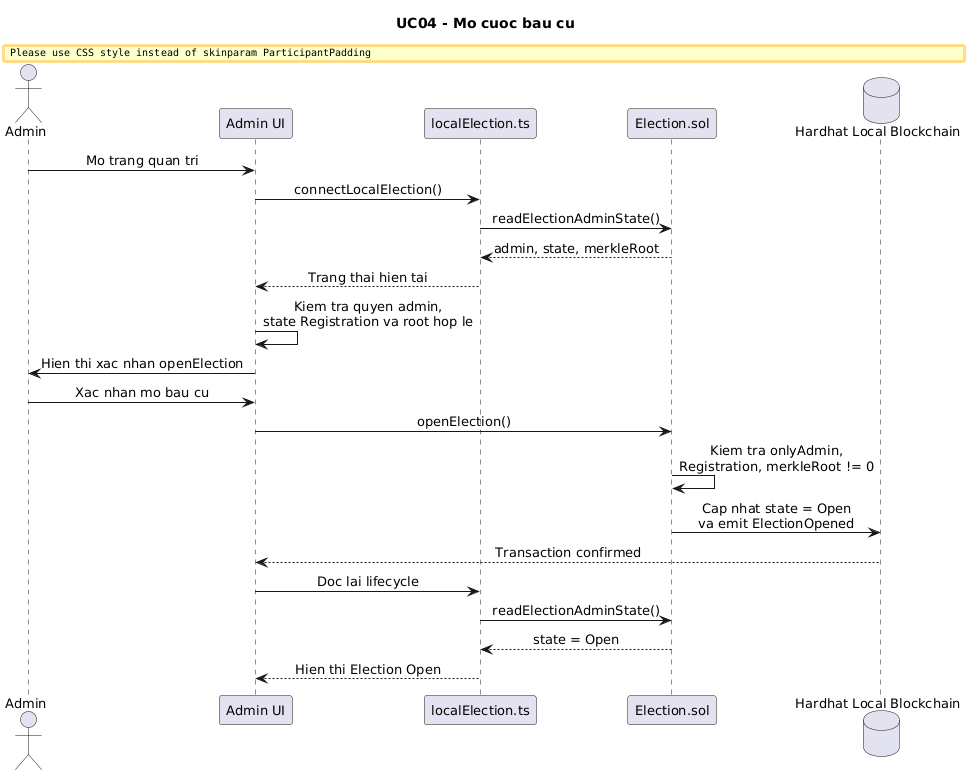 UC04 - Mo cuoc bau cu
Please use CSS style instead of skinparam ParticipantPadding
Admin
Admin UI
localElection.ts
Election.sol
Hardhat Local Blockchain
Mo trang quan tri
connectLocalElection()
readElectionAdminState()
admin, state, merkleRoot
Trang thai hien tai
Kiem tra quyen admin,
state Registration va root hop le
Hien thi xac nhan openElection
Xac nhan mo bau cu
openElection()
Kiem tra onlyAdmin,
Registration, merkleRoot != 0
Cap nhat state = Open
va emit ElectionOpened
Transaction confirmed
Doc lai lifecycle
readElectionAdminState()
state = Open
Hien thi Election Open
Admin
Admin UI
localElection.ts
Election.sol
Hardhat Local Blockchain